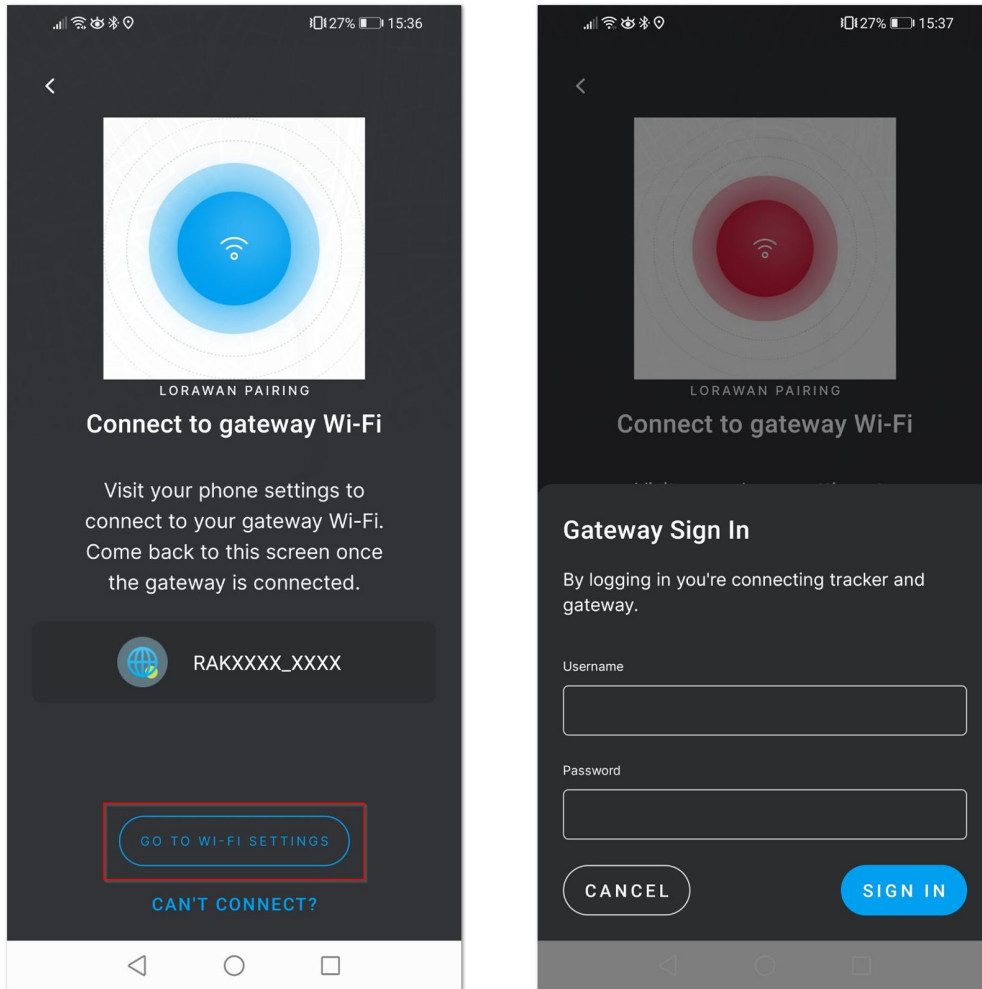 27% 15:36
LORAWAN PAIRING
Connect to gateway Wi-Fi
Visit your phone settings to
connect to your gateway Wi-Fi.
Come back to this screen once
the gateway is connected.
RAKXXXX_XXXX
GO TO WI-FI SETTINGS
CAN'T CONNECT?
27% 15:37
LORAWAN PAIRING
Connect to gateway Wi-Fi
Gateway Sign In
By logging in you're connecting tracker and
gateway.
Username
Password
CANCEL
SIGN IN